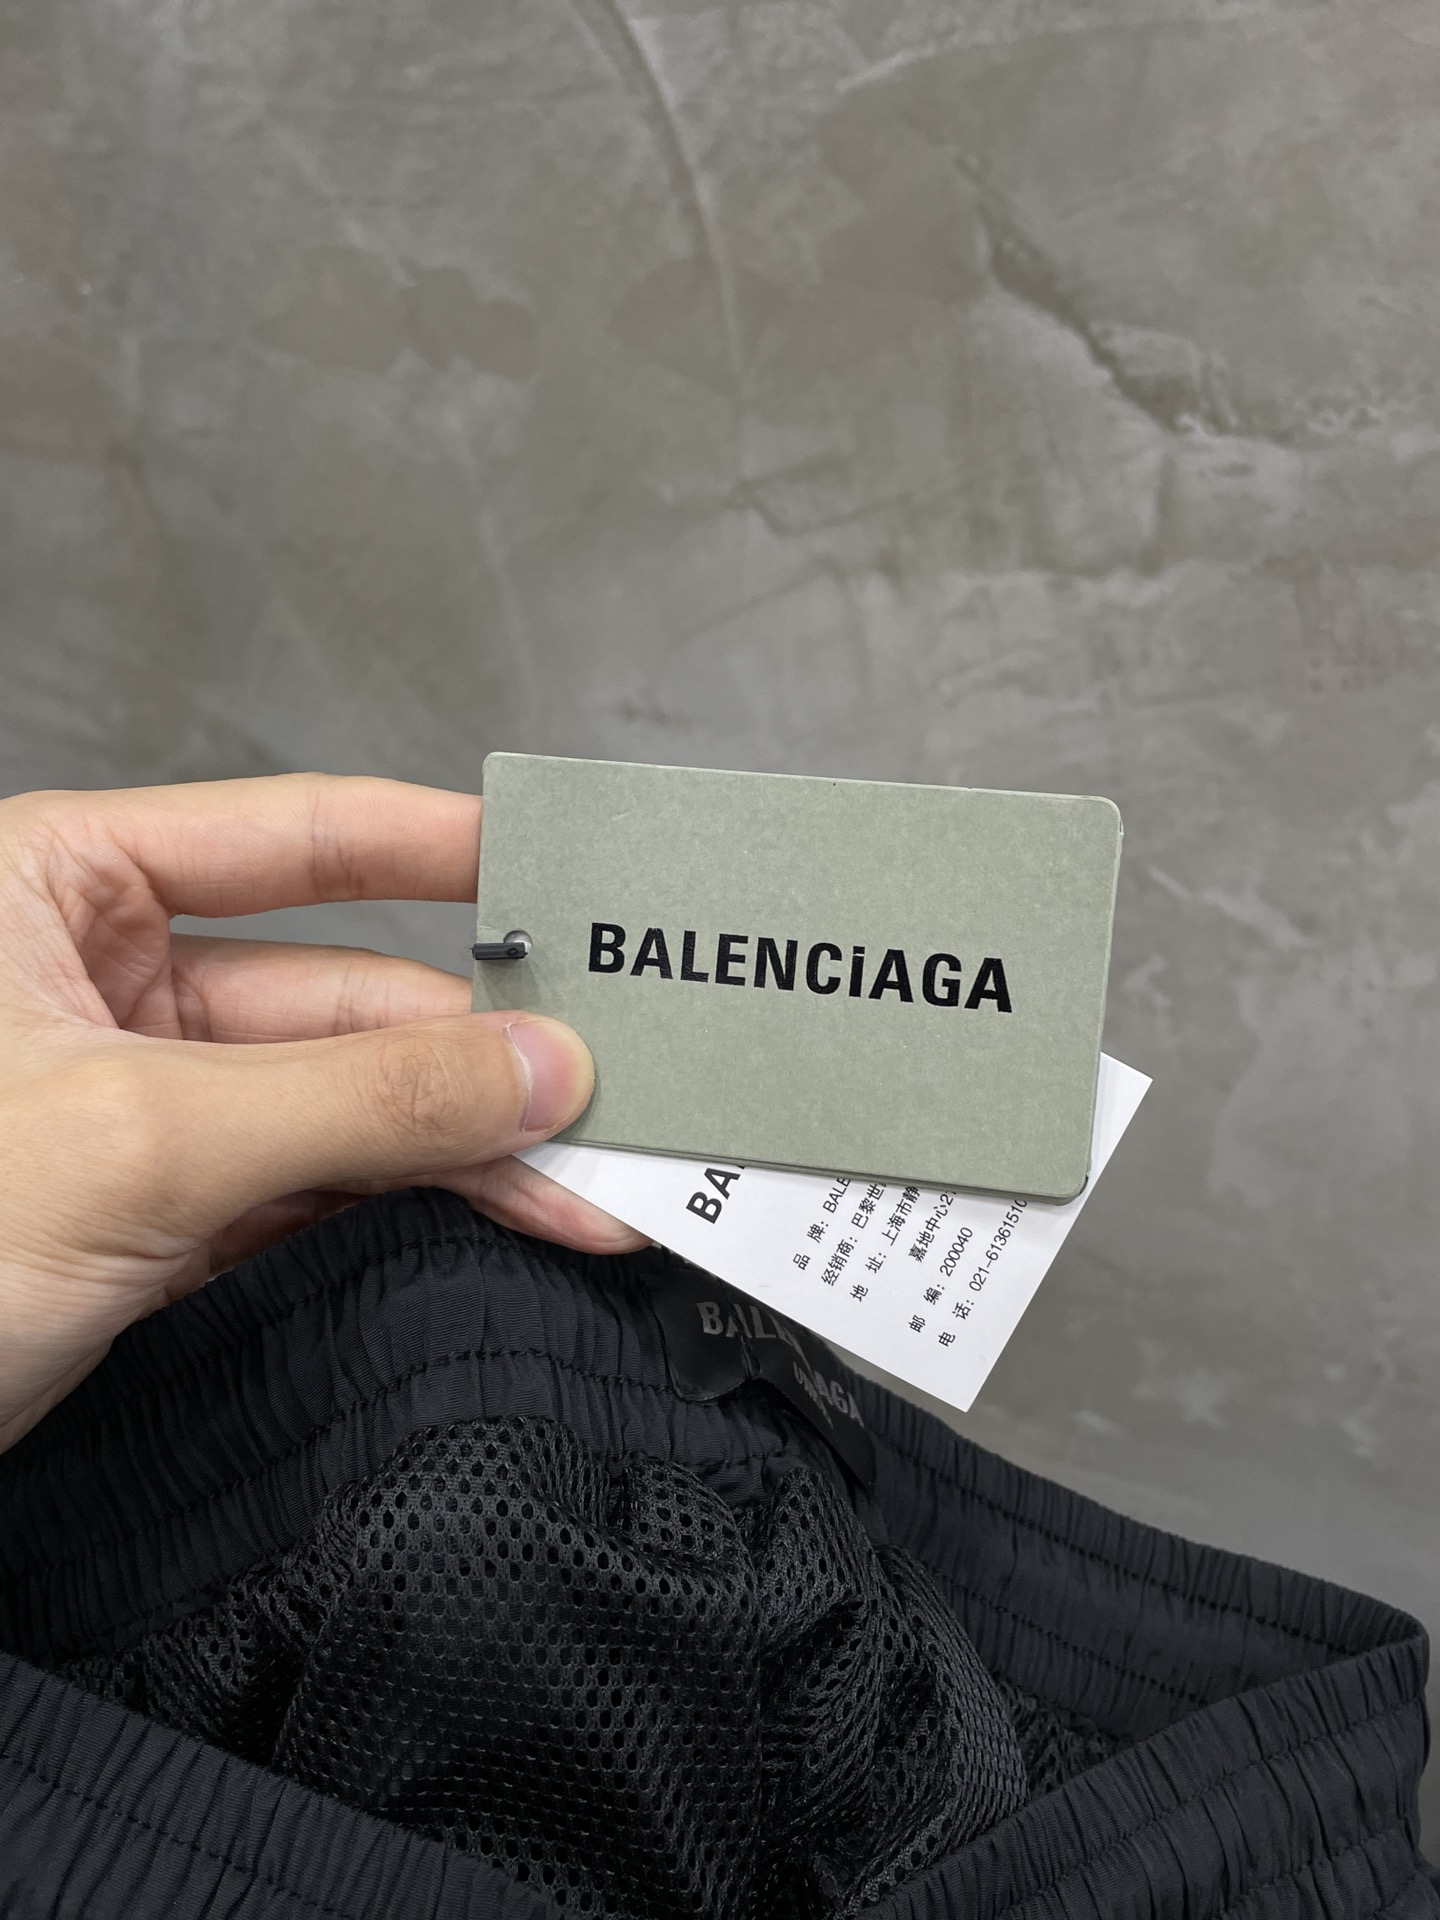 BALENCiAGA
BA
品 牌: BALE
经销商: 巴黎世
地 址: 上海市静
嘉地中心2
邮 编: 200040
电 话: 021-6136151
BAL
AGA